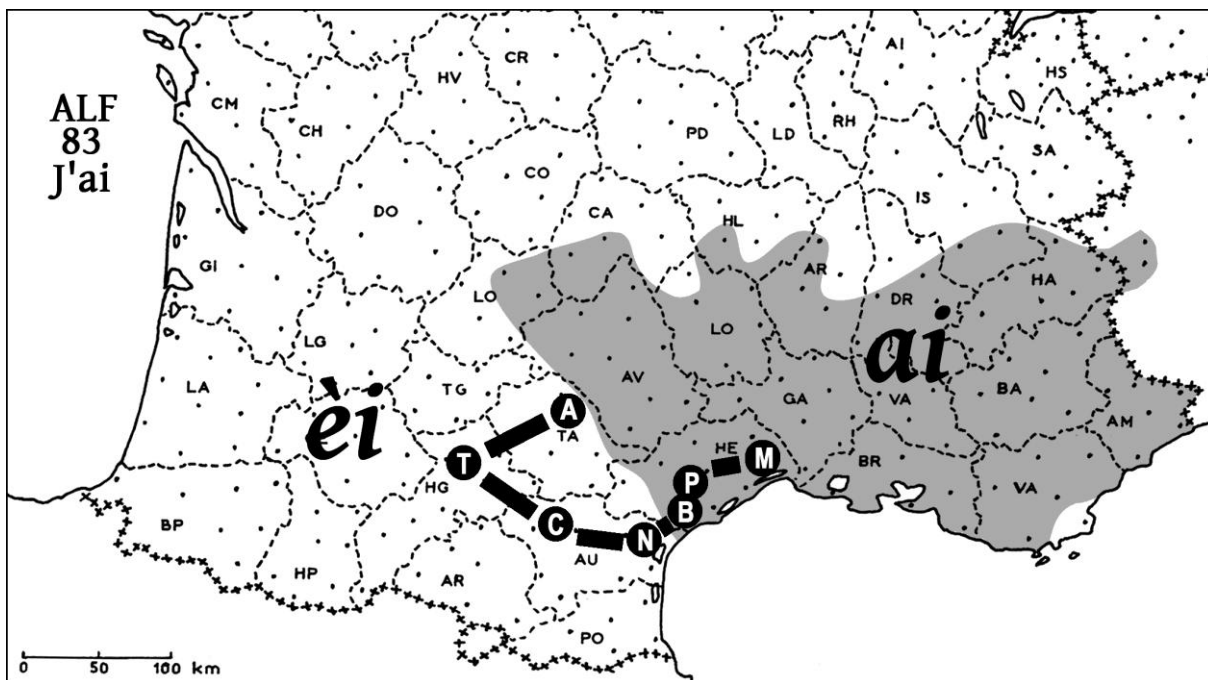 ALF
83
J'ai
CM
CH
HV
CR
PD
LD
RH
AI
HS
SA
GI
DO
CO
CA
HL
AR
IS
DR
HA
LA
LG
LO
TG
AV
LO
GA
VA
BA
AM
èi
ai
A
TA
T
HG
C
AU
N
B
P
HE
M
BR
VA
BP
HP
AR
PO
0 50 100 km